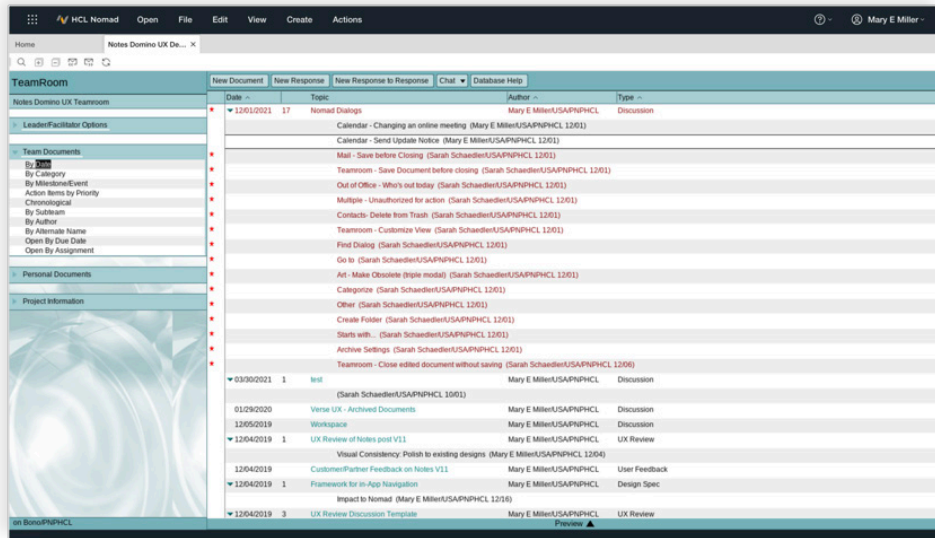 HCL Nomad Open File Edit View Create Actions Mary E Miller
Home Notes Domino UX De... ×
TeamRoom
New Document New Response New Response to Response Chat Database Help
Notes Domino UX Teamroom
Leader/Facilitator Options
Team Documents
By Date
By Category
By Milestone/Event
Action Items by Priority
Chronological
By Subteam
By Author
By Alternate Name
Open By Due Date
Open By Assignment
Personal Documents
Project Information
on Bono/PNPHCL
Date Topic Author Type
12/01/2021 17 Nomad Dialogs Mary E Miller/USA/PNPHCL Discussion
Calendar - Changing an online meeting (Mary E Miller/USA/PNPHCL 12/01)
Calendar - Send Update Notice (Mary E Miller/USA/PNPHCL 12/01)
Mail - Save before Closing (Sarah Schaedler/USA/PNPHCL 12/01)
Teamroom - Save Document before closing (Sarah Schaedler/USA/PNPHCL 12/01)
Out of Office - Who's out today (Sarah Schaedler/USA/PNPHCL 12/01)
Multiple - Unauthorized for action (Sarah Schaedler/USA/PNPHCL 12/01)
Contacts- Delete from Trash (Sarah Schaedler/USA/PNPHCL 12/01)
Teamroom - Customize View (Sarah Schaedler/USA/PNPHCL 12/01)
Find Dialog (Sarah Schaedler/USA/PNPHCL 12/01)
Go to (Sarah Schaedler/USA/PNPHCL 12/01)
Art - Make Obsolete (triple modal) (Sarah Schaedler/USA/PNPHCL 12/01)
Categorize (Sarah Schaedler/USA/PNPHCL 12/01)
Other (Sarah Schaedler/USA/PNPHCL 12/01)
Create Folder (Sarah Schaedler/USA/PNPHCL 12/01)
Starts with... (Sarah Schaedler/USA/PNPHCL 12/01)
Archive Settings (Sarah Schaedler/USA/PNPHCL 12/01)
Teamroom - Close edited document without saving (Sarah Schaedler/USA/PNPHCL 12/06)
03/30/2021 1 test Mary E Miller/USA/PNPHCL Discussion
(Sarah Schaedler/USA/PNPHCL 10/01)
01/29/2020 Verse UX - Archived Documents Mary E Miller/USA/PNPHCL Discussion
12/05/2019 Workspace Mary E Miller/USA/PNPHCL Discussion
12/04/2019 1 UX Review of Notes post V11 Mary E Miller/USA/PNPHCL UX Review
Visual Consistency: Polish to existing designs (Mary E Miller/USA/PNPHCL 12/04)
12/04/2019 Customer/Partner Feedback on Notes V11 Mary E Miller/USA/PNPHCL User Feedback
12/04/2019 1 Framework for in-App Navigation Mary E Miller/USA/PNPHCL Design Spec
Impact to Nomad (Mary E Miller/USA/PNPHCL 12/16)
12/04/2019 3 UX Review Discussion Template Mary E Miller/USA/PNPHCL UX Review
Preview